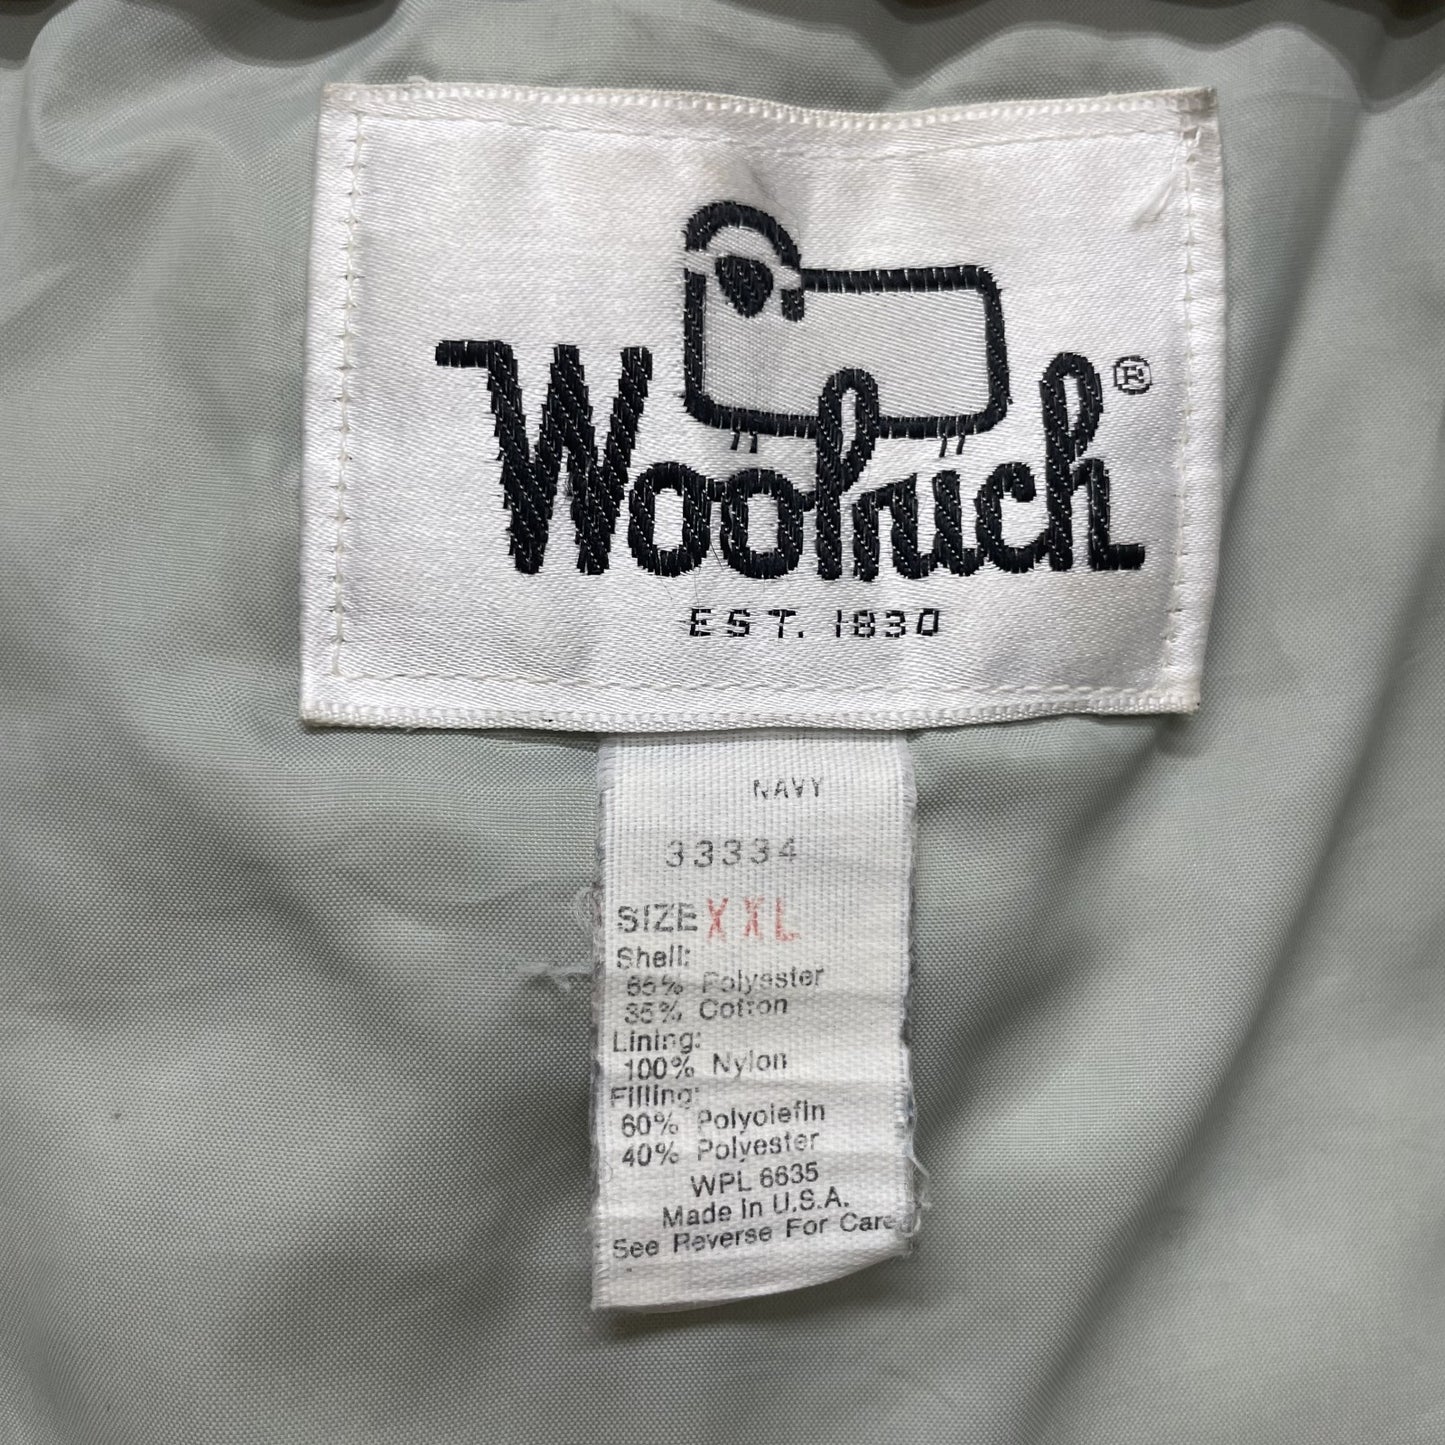 Woolrich®
EST. 1830
NAVY
33334
SIZE XXL
Shell:
65% Polyester
35% Cotton
Lining:
100% Nylon
Filling:
60% Polyolefin
40% Polyester
WPL 6635
Made in U.S.A.
See Reverse For Care